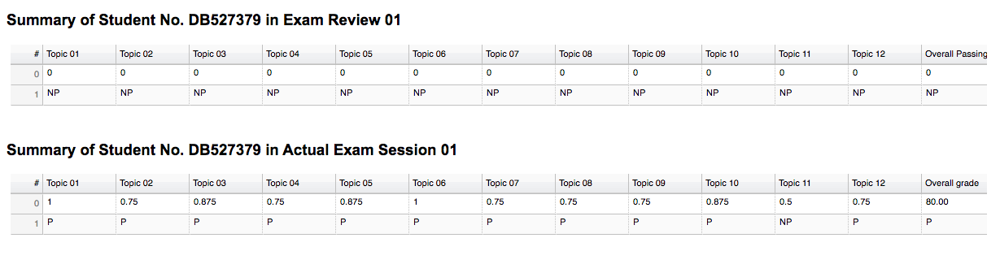 Summary of Student No. DB527379 in Exam Review 01
# Topic 01 Topic 02 Topic 03 Topic 04 Topic 05 Topic 06 Topic 07 Topic 08 Topic 09 Topic 10 Topic 11 Topic 12 Overall Passing
0 0 0 0 0 0 0 0 0 0 0 0 0 0
1 NP NP NP NP NP NP NP NP NP NP NP NP NP
Summary of Student No. DB527379 in Actual Exam Session 01
# Topic 01 Topic 02 Topic 03 Topic 04 Topic 05 Topic 06 Topic 07 Topic 08 Topic 09 Topic 10 Topic 11 Topic 12 Overall grade
0 1 0.75 0.875 0.75 0.875 1 0.75 0.75 0.75 0.875 0.5 0.75 80.00
1 P P P P P P P P P P NP P P